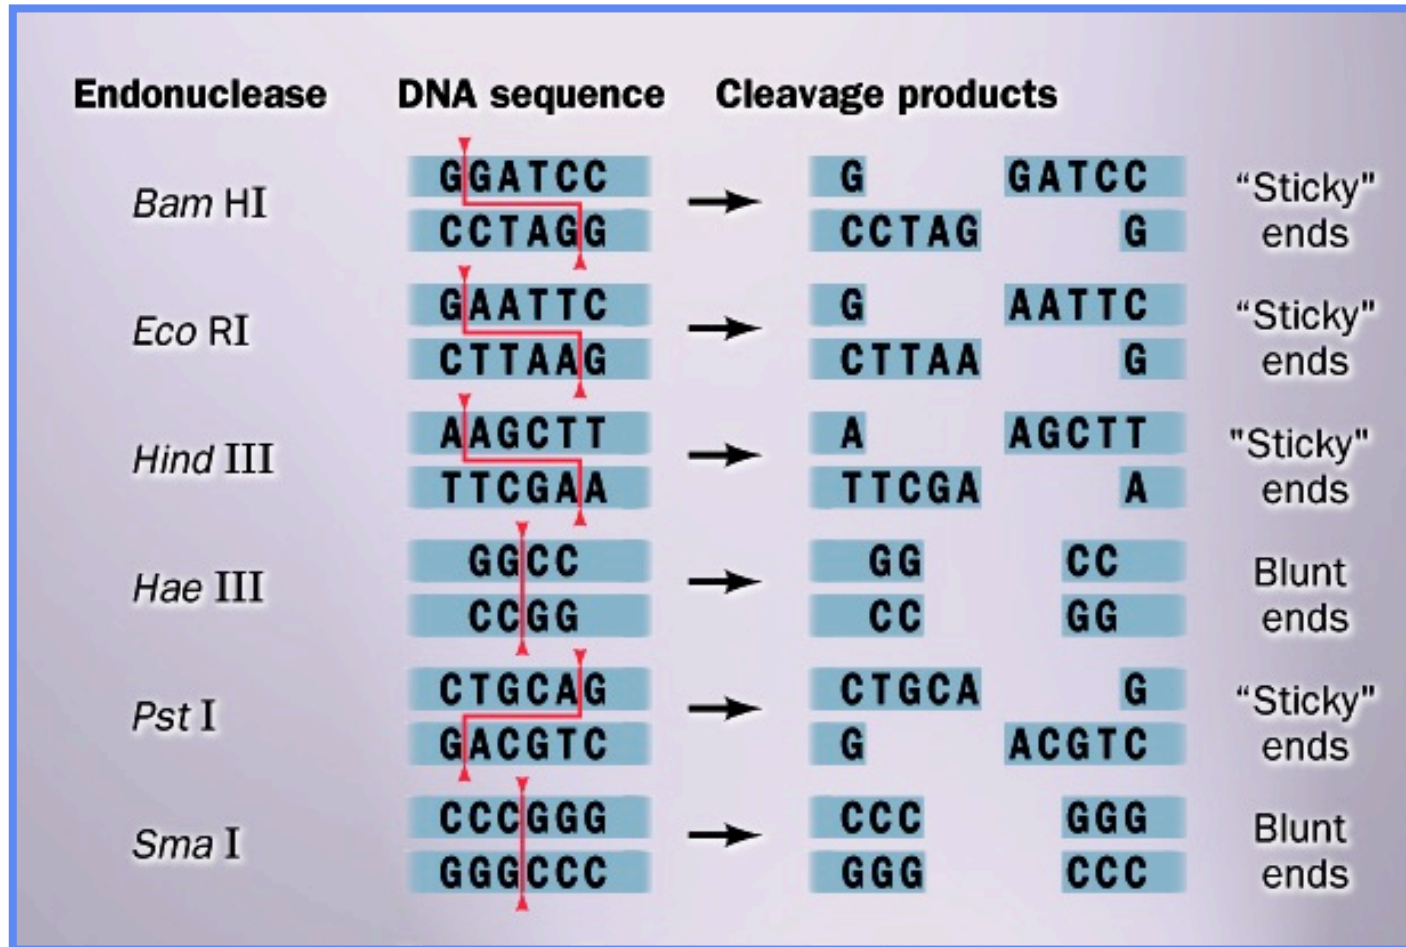 Endonuclease DNA sequence Cleavage products
Bam HI
GGATCC
CCTAGG
G GATCC
CCTAG G
“Sticky"
ends
Eco RI
GAATTC
CTTAAG
G AATTC
CTTAA G
“Sticky"
ends
Hind III
AAGCTT
TTCGAA
A AGCTT
TTCGA A
"Sticky"
ends
Hae III
GGCC
CCGG
GG CC
CC GG
Blunt
ends
Pst I
CTGCAG
GACGTC
CTGCA G
G ACGTC
“Sticky"
ends
Sma I
CCCGGG
GGGCCC
CCC GGG
GGG CCC
Blunt
ends